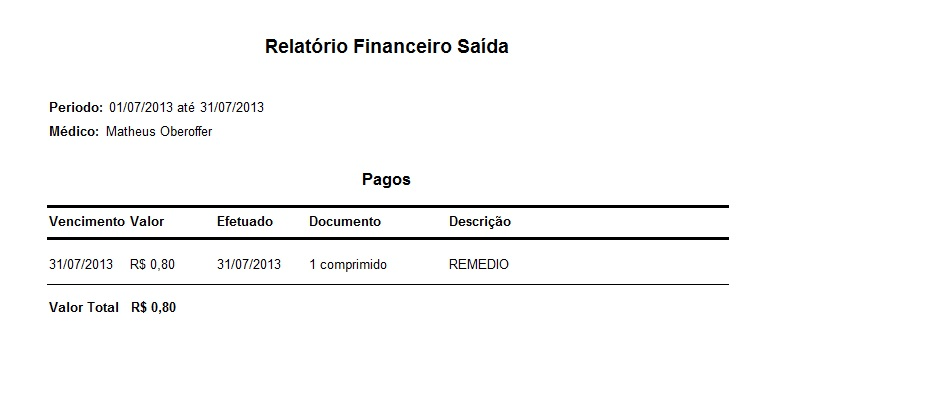 Relatório Financeiro Saída
Periodo: 01/07/2013 até 31/07/2013
Médico: Matheus Oberoffer
Pagos
Vencimento Valor Efetuado Documento Descrição
31/07/2013 R$ 0,80 31/07/2013 1 comprimido REMEDIO
Valor Total R$ 0,80